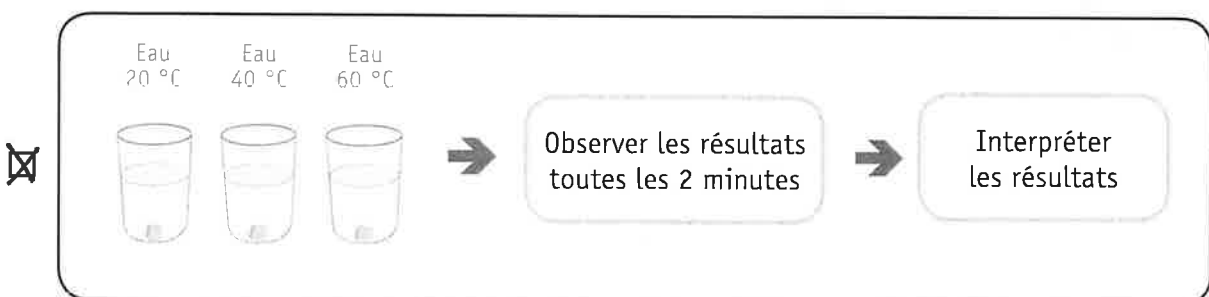 Eau
20 °C
Eau
40 °C
Eau
60 °C
Observer les résultats
toutes les 2 minutes
Interpréter
les résultats